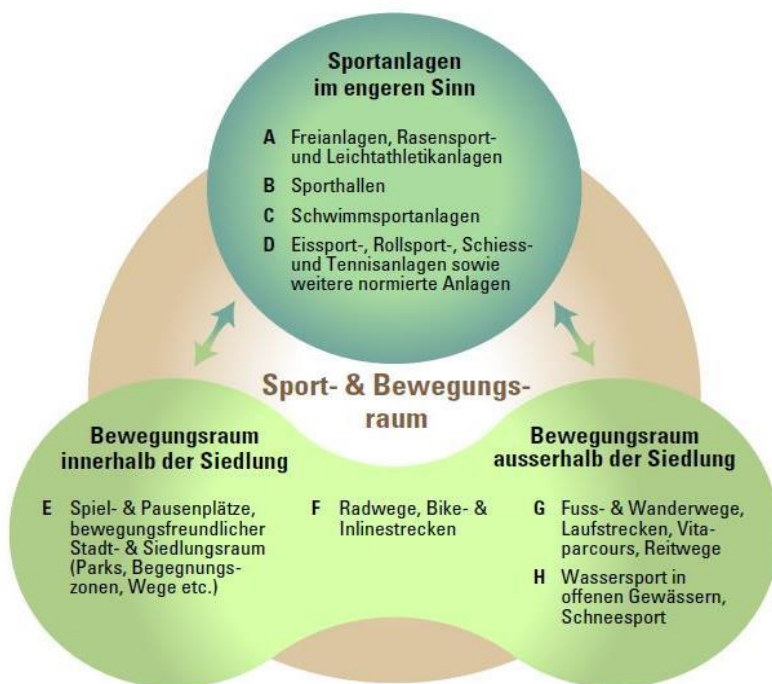 Sportanlagen
im engeren Sinn
A Freianlagen, Rasensport-
und Leichtathletikanlagen
B Sporthallen
C Schwimmsportanlagen
D Eissport-, Rollsport-, Schiess-
und Tennisanlagen sowie
weitere normierte Anlagen
Sport- & Bewegungs-
raum
Bewegungsraum
innerhalb der Siedlung
E Spiel- & Pausenplätze,
bewegungsfreundlicher
Stadt- & Siedlungsraum
(Parks, Begegnungs-
zonen, Wege etc.)
F Radwege, Bike- &
Inlinestrecken
Bewegungsraum
ausserhalb der Siedlung
G Fuss- & Wanderwege,
Laufstrecken, Vita-
parcours, Reitwege
H Wassersport in
offenen Gewässern,
Schneesport